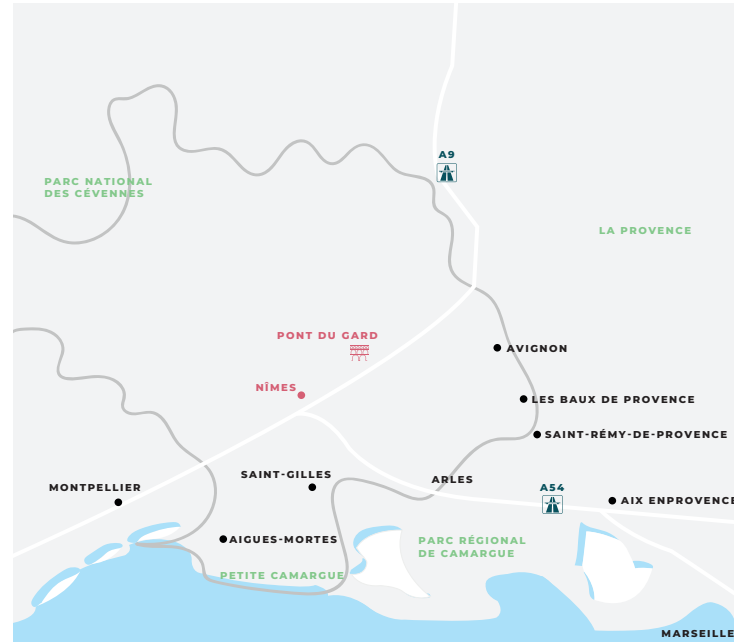 A9
PARC NATIONAL
DES CÉVENNES
LA PROVENCE
PONT DU GARD
AVIGNON
NÎMES
LES BAUX DE PROVENCE
SAINT-RÉMY-DE-PROVENCE
SAINT-GILLES
ARLES
MONTPELLIER
A54
AIX ENPROVENCE
AIGUES-MORTES
PARC RÉGIONAL
DE CAMARGUE
PETITE CAMARGUE
MARSEILLE